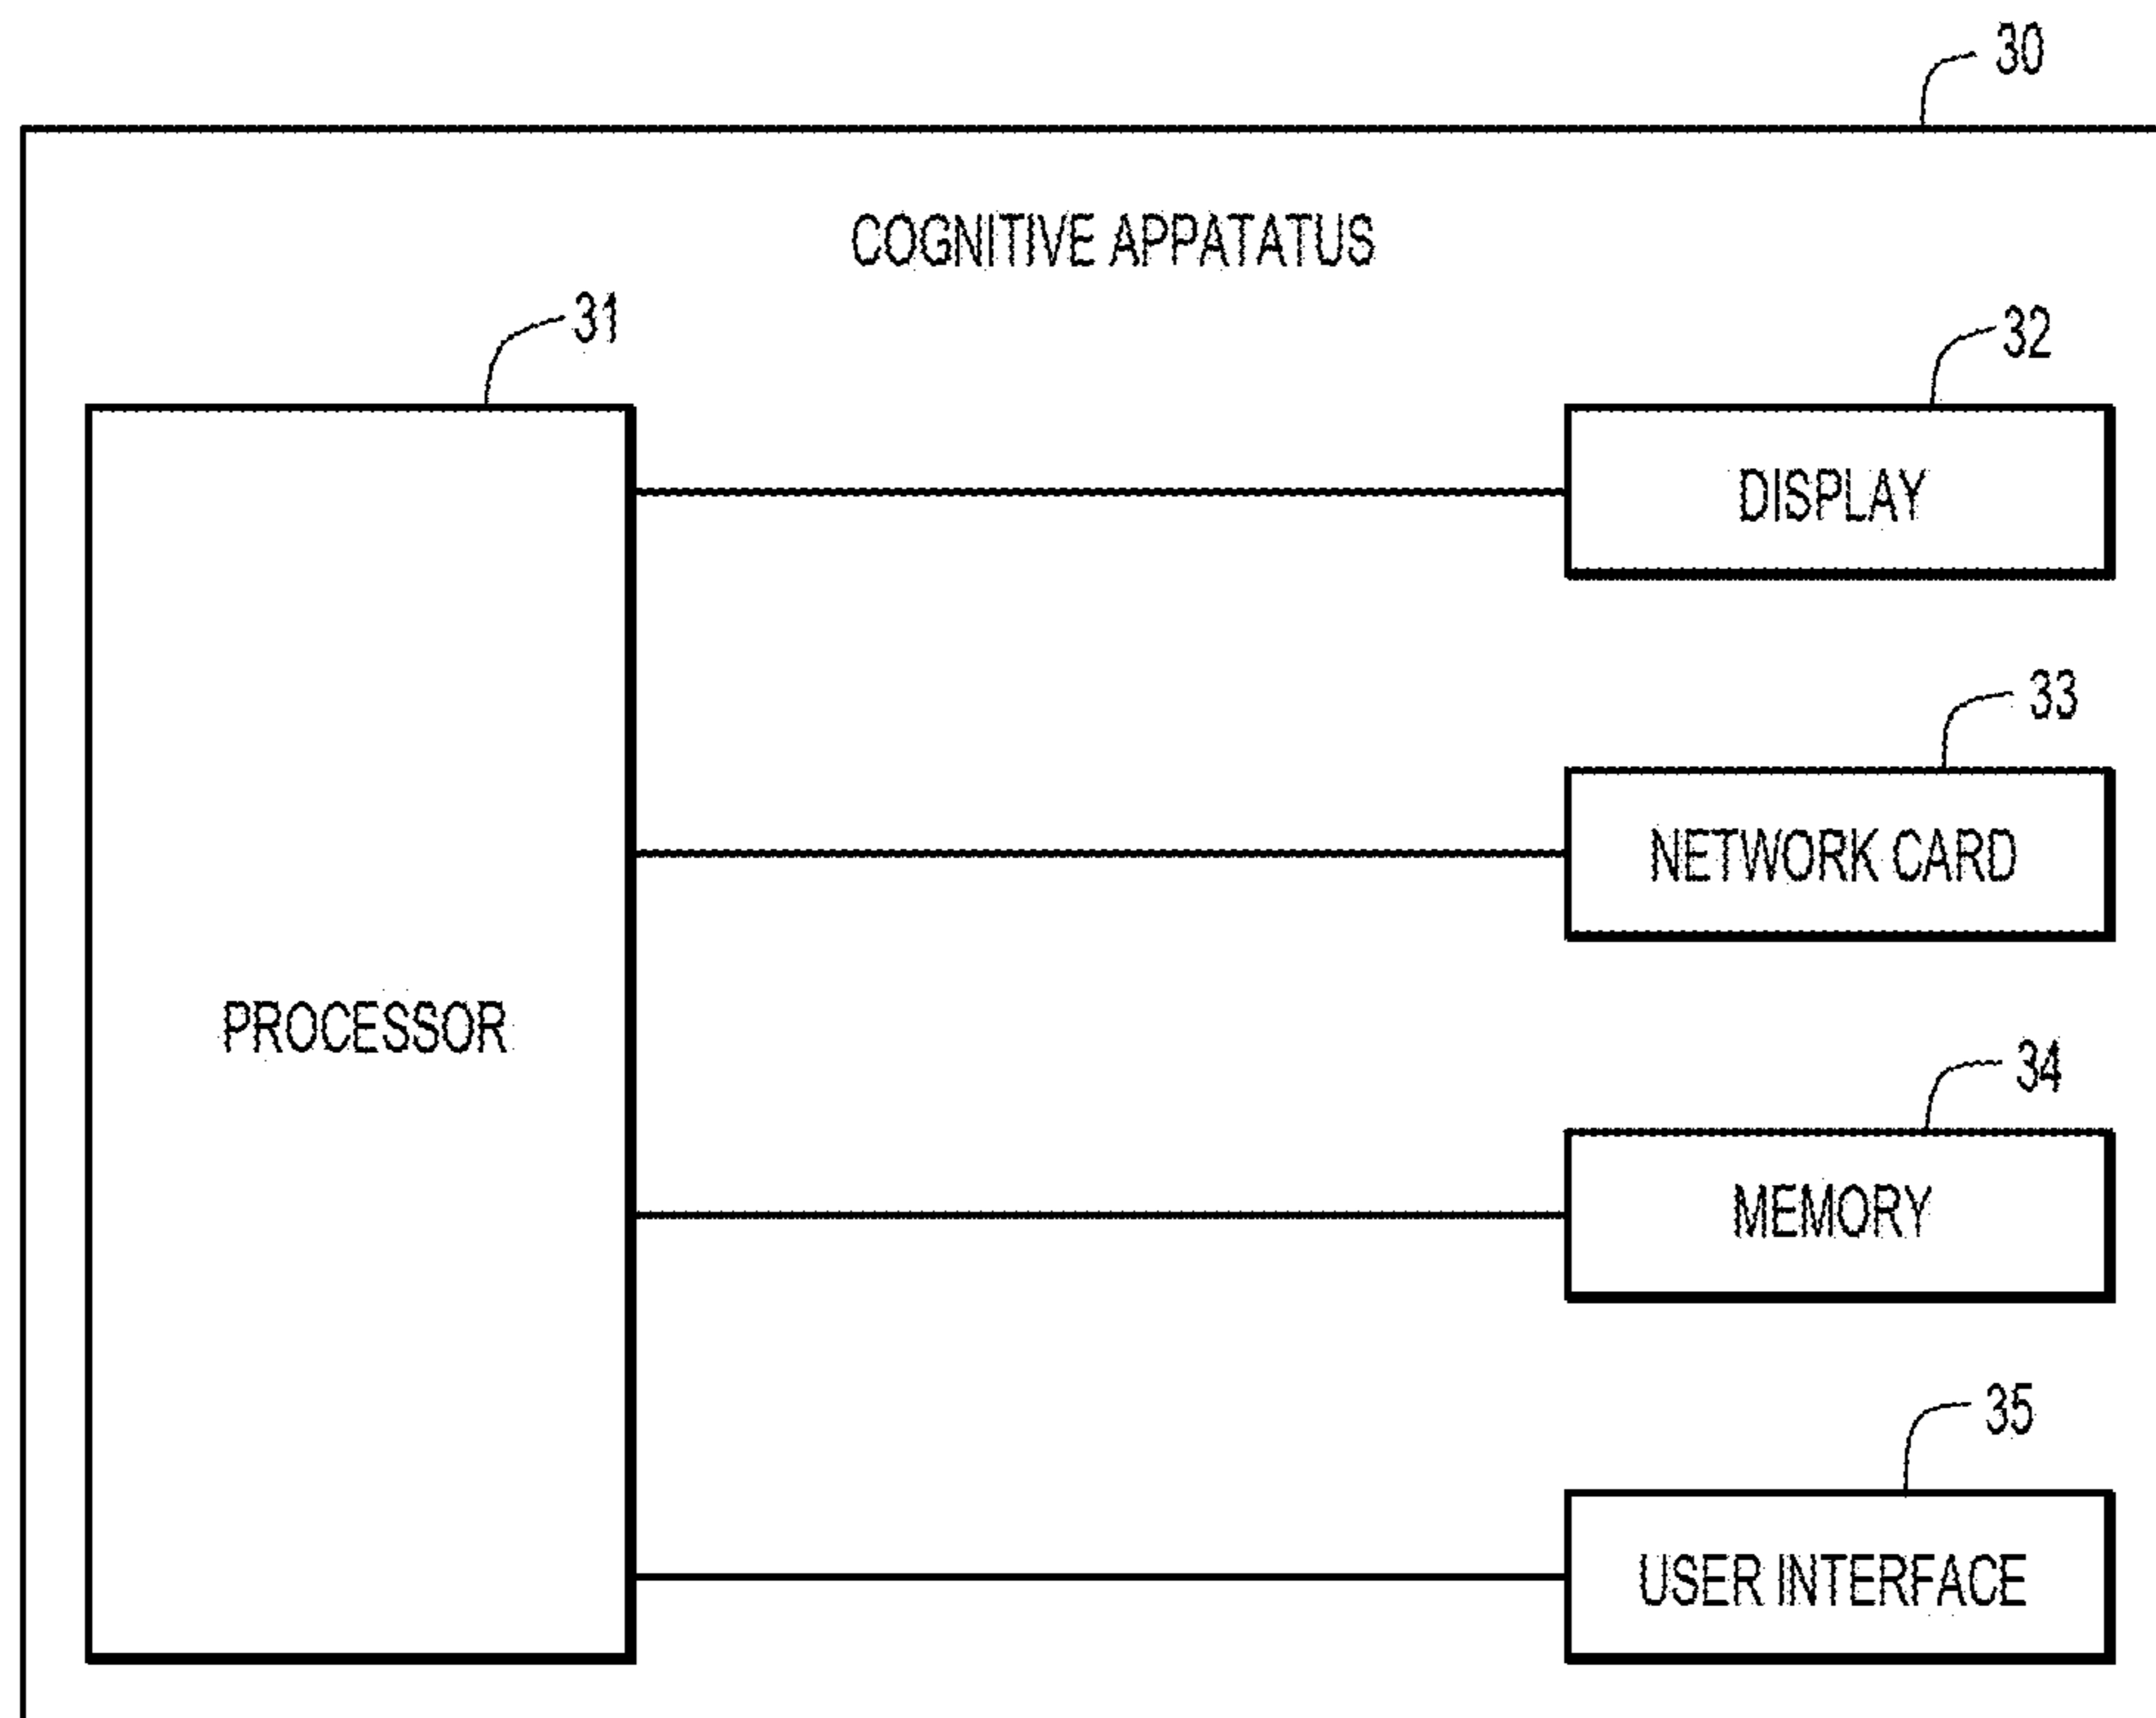 30
COGNITIVE APPATATUS
31
32
DISPLAY
33
NETWORK CARD
PROCESSOR
34
MEMORY
35
USER INTERFACE